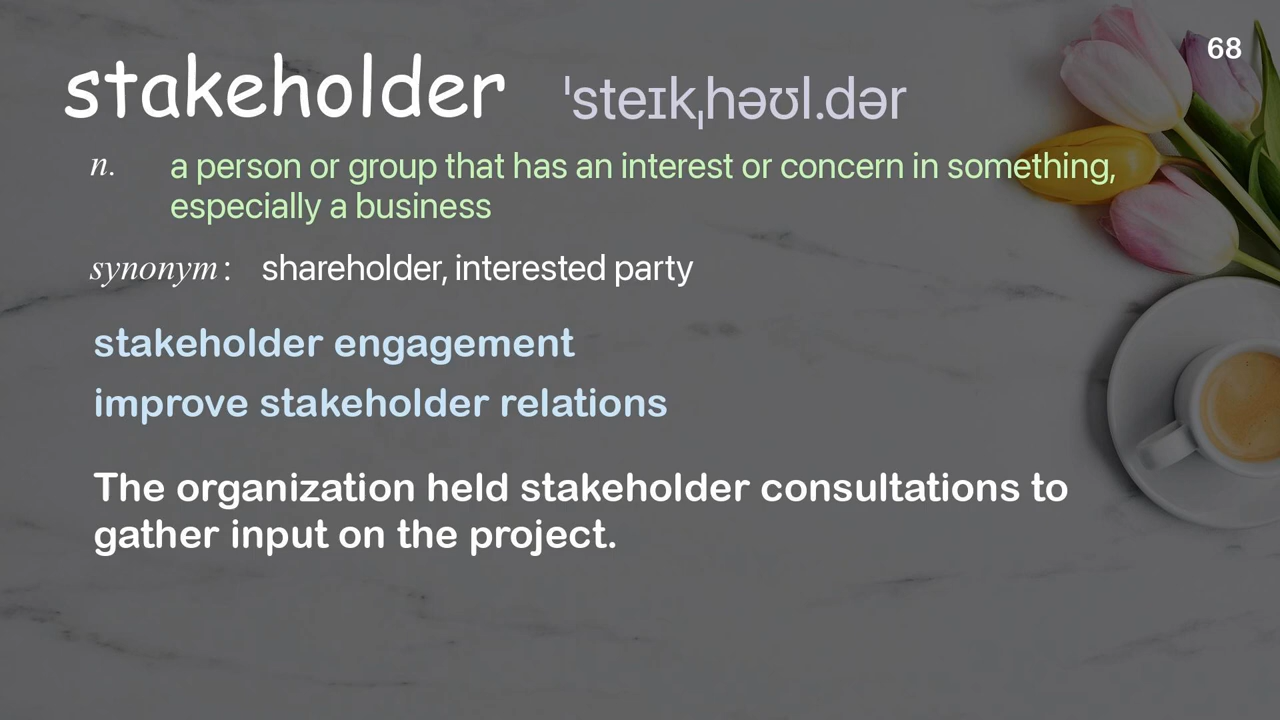 68
stakeholder ˈsteɪkˌhəʊl.dər
n. a person or group that has an interest or concern in something,
especially a business
synonym: shareholder, interested party
stakeholder engagement
improve stakeholder relations
The organization held stakeholder consultations to
gather input on the project.